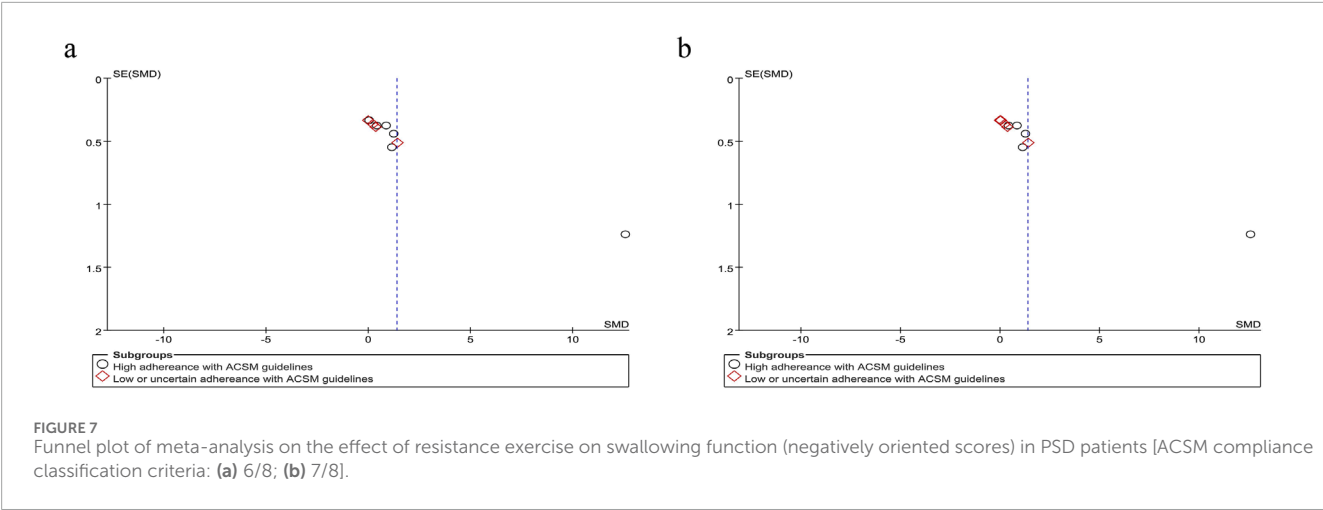 a
SE(SMD)
0
0.5
1
1.5
2
-10
-5
0
5
10
SMD
Subgroups
High adhereance with ACSM guidelines
Low or uncertain adhereance with ACSM guidelines
b
SE(SMD)
0
0.5
1
1.5
2
-10
-5
0
5
10
SMD
Subgroups
High adhereance with ACSM guidelines
Low or uncertain adhereance with ACSM guidelines
FIGURE 7
Funnel plot of meta-analysis on the effect of resistance exercise on swallowing function (negatively oriented scores) in PSD patients [ACSM compliance
classification criteria: (a) 6/8; (b) 7/8].